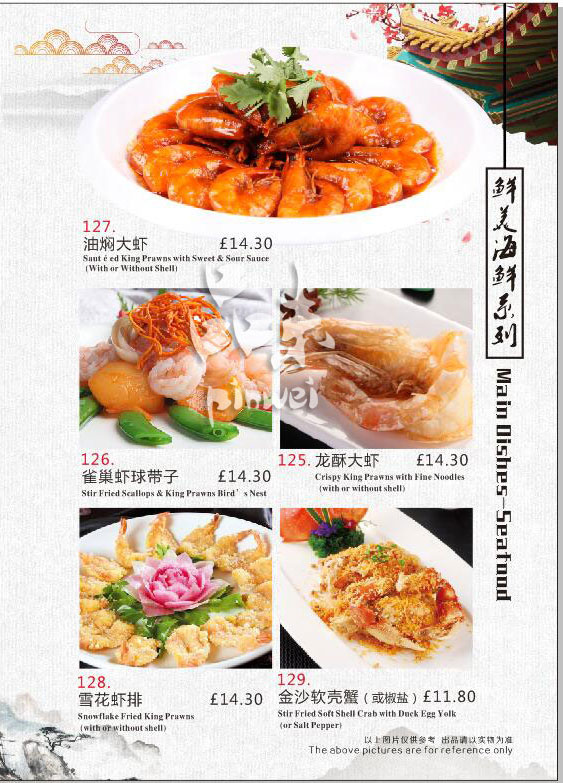 鲜美海鲜系列
Main Dishes-Seafood
127.
油焖大虾 £14.30
Saut é ed King Prawns with Sweet & Sour Sauce
(With or Without Shell)
126.
雀巢虾球带子 £14.30
Stir Fried Scallops & King Prawns Bird`s Nest
125. 龙酥大虾 £14.30
Crispy King Prawns with Fine Noodles
(with or without shell)
128.
雪花虾排 £14.30
Snowflake Fried King Prawns
(with or without shell)
129.
金沙软壳蟹（或椒盐）£11.80
Stir Fried Soft Shell Crab with Duck Egg Yolk
(or Salt Pepper)
以上图片仅供参考 出品请以实物为准
The above pictures are for reference only
pinwei